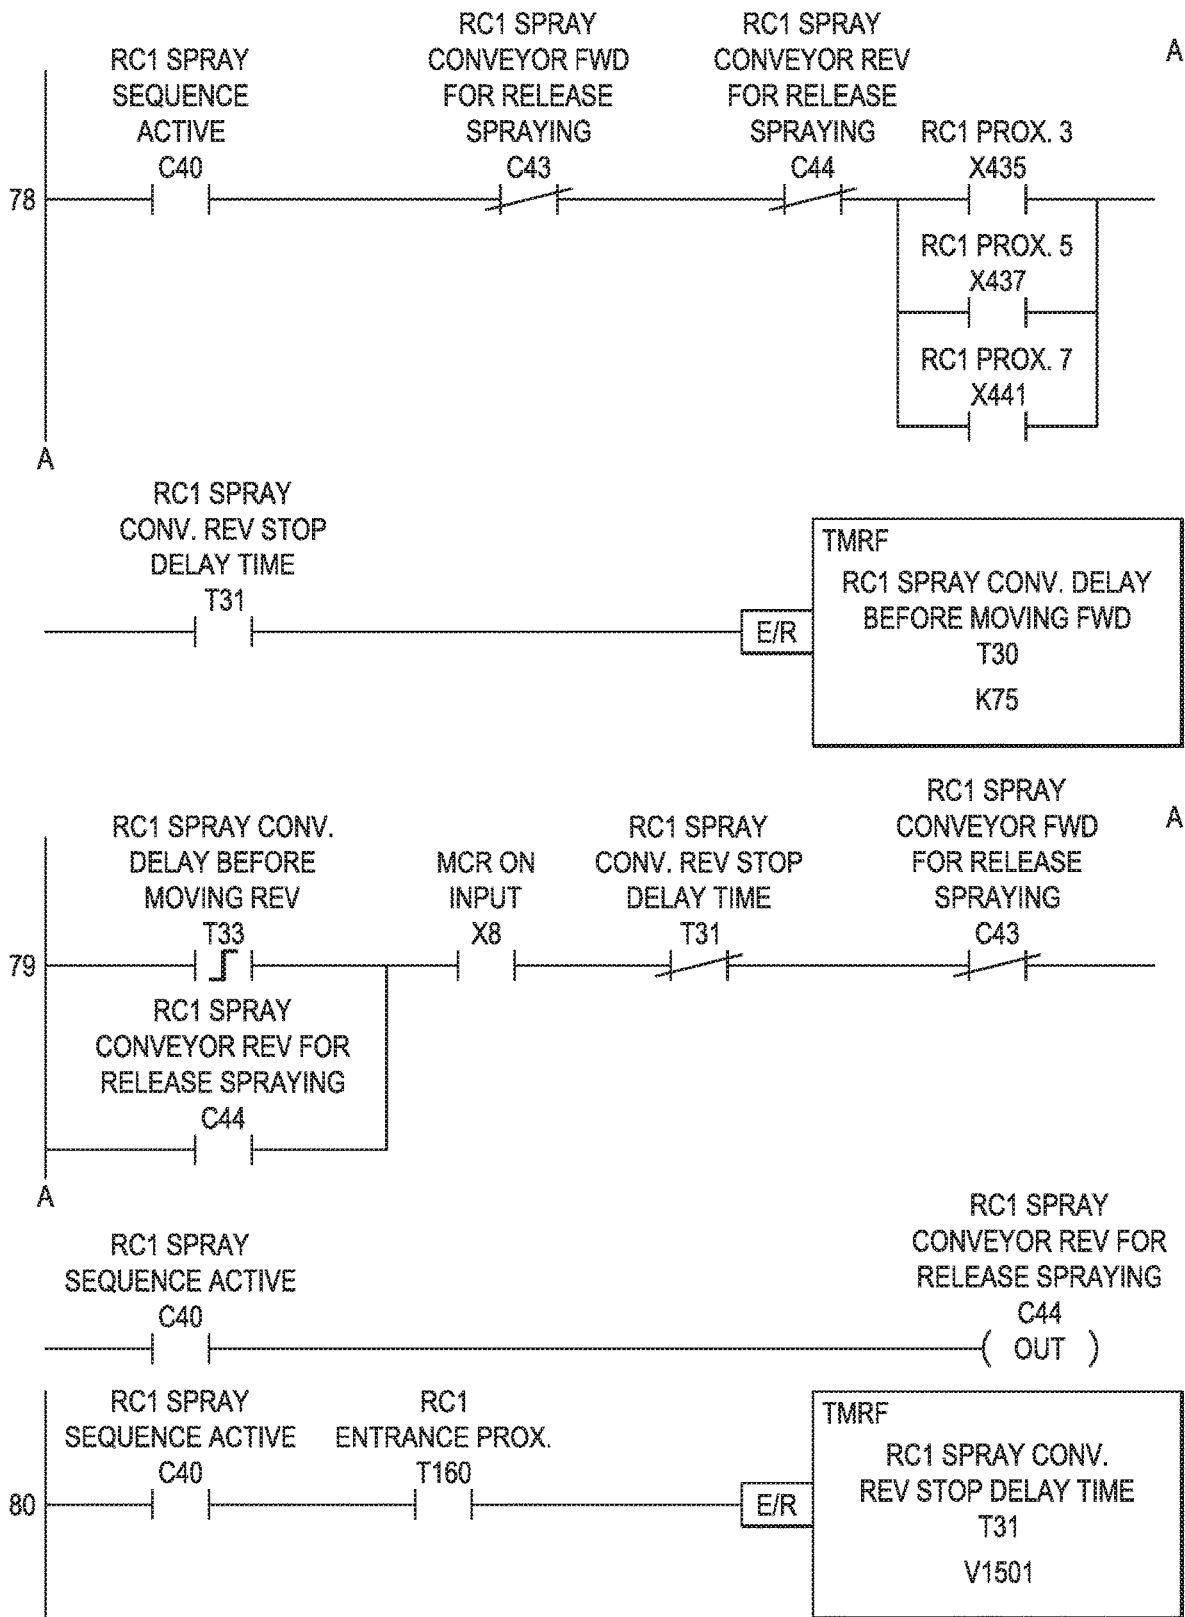 RC1 SPRAY
SEQUENCE
ACTIVE
C40
RC1 SPRAY
CONVEYOR FWD
FOR RELEASE
SPRAYING
C43
RC1 SPRAY
CONVEYOR REV
FOR RELEASE
SPRAYING
C44
RC1 PROX. 3
X435
A
78
RC1 PROX. 5
X437
RC1 PROX. 7
X441
A
RC1 SPRAY
CONV. REV STOP
DELAY TIME
T31
E/R
TMRF
RC1 SPRAY CONV. DELAY
BEFORE MOVING FWD
T30
K75
RC1 SPRAY CONV.
DELAY BEFORE
MOVING REV
T33
MCR ON
INPUT
X8
RC1 SPRAY
CONV. REV STOP
DELAY TIME
T31
RC1 SPRAY
CONVEYOR FWD
FOR RELEASE
SPRAYING
C43
A
79
RC1 SPRAY
CONVEYOR REV FOR
RELEASE SPRAYING
C44
A
RC1 SPRAY
SEQUENCE ACTIVE
C40
RC1 SPRAY
CONVEYOR REV FOR
RELEASE SPRAYING
C44
( OUT )
RC1 SPRAY
SEQUENCE ACTIVE
C40
RC1
ENTRANCE PROX.
T160
80
E/R
TMRF
RC1 SPRAY CONV.
REV STOP DELAY TIME
T31
V1501